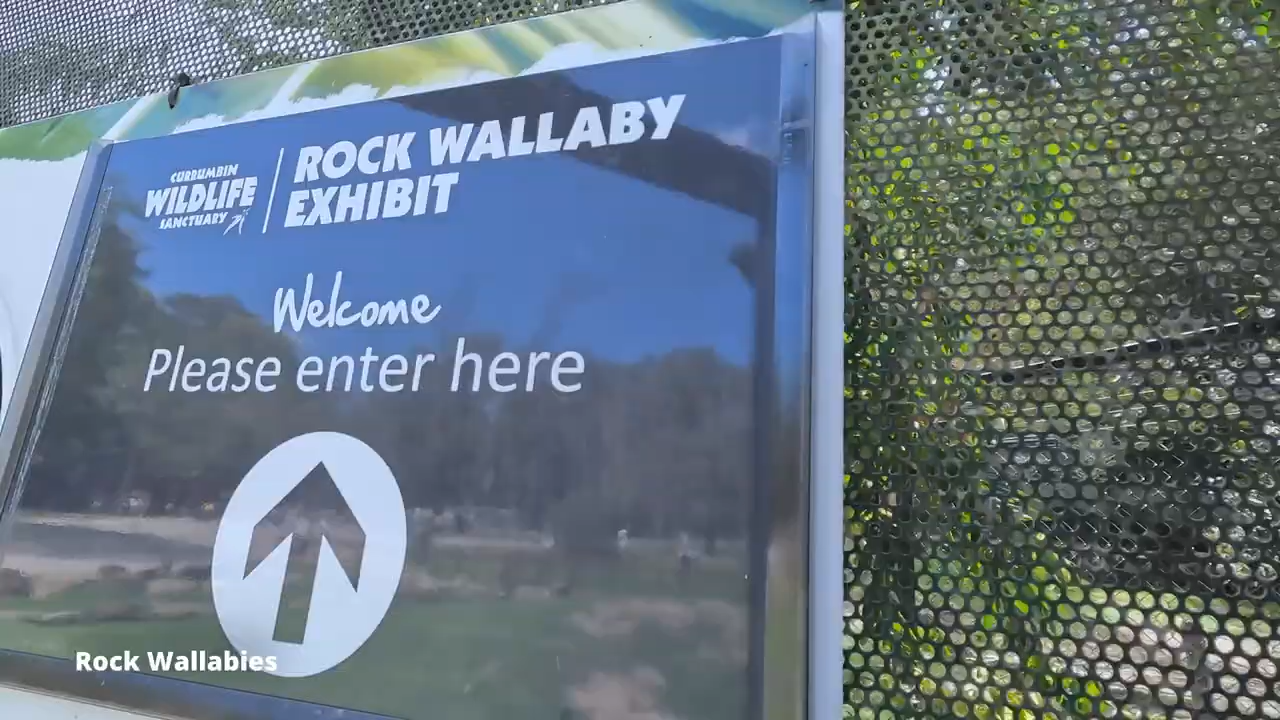 CURRUMBIN
WILDLIFE
SANCTUARY
ROCK WALLABY
EXHIBIT
Welcome
Please enter here
Rock Wallabies